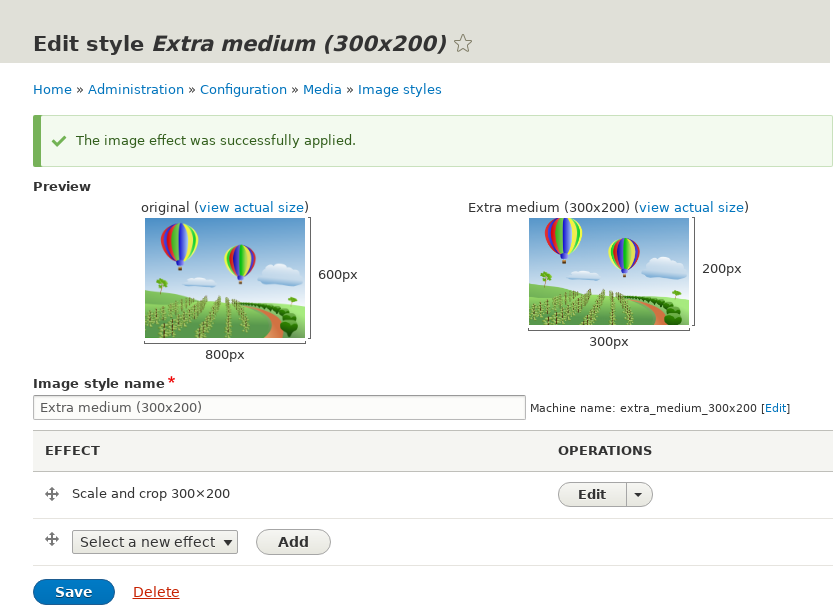 Edit style Extra medium (300x200)
Home » Administration » Configuration » Media » Image styles
The image effect was successfully applied.
Preview
original (view actual size)
Extra medium (300x200) (view actual size)
600px
200px
800px
300px
Image style name *
Extra medium (300x200)
Machine name: extra_medium_300x200 [Edit]
EFFECT OPERATIONS
Scale and crop 300×200 Edit
Select a new effect Add
Save Delete